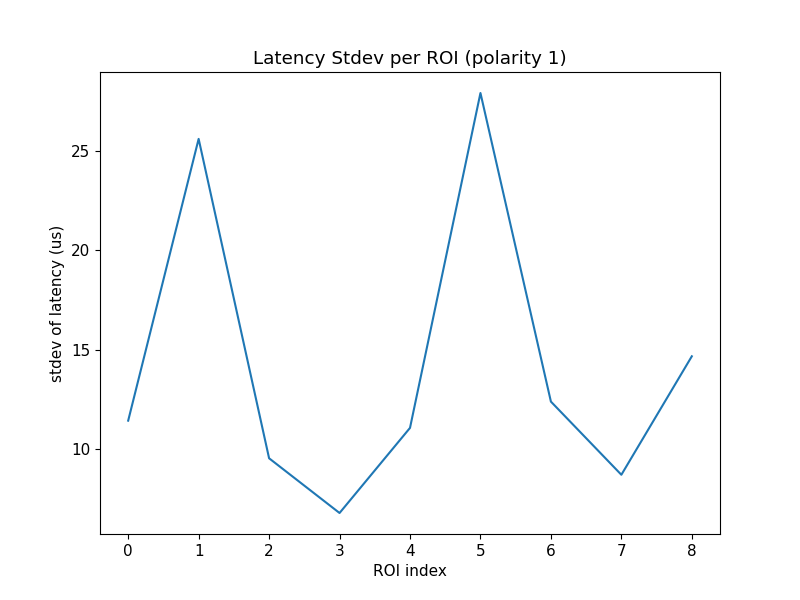 Latency Stdev per ROI (polarity 1)
stdev of latency (us)
25
20
15
10
0 1 2 3 4 5 6 7 8
ROI index